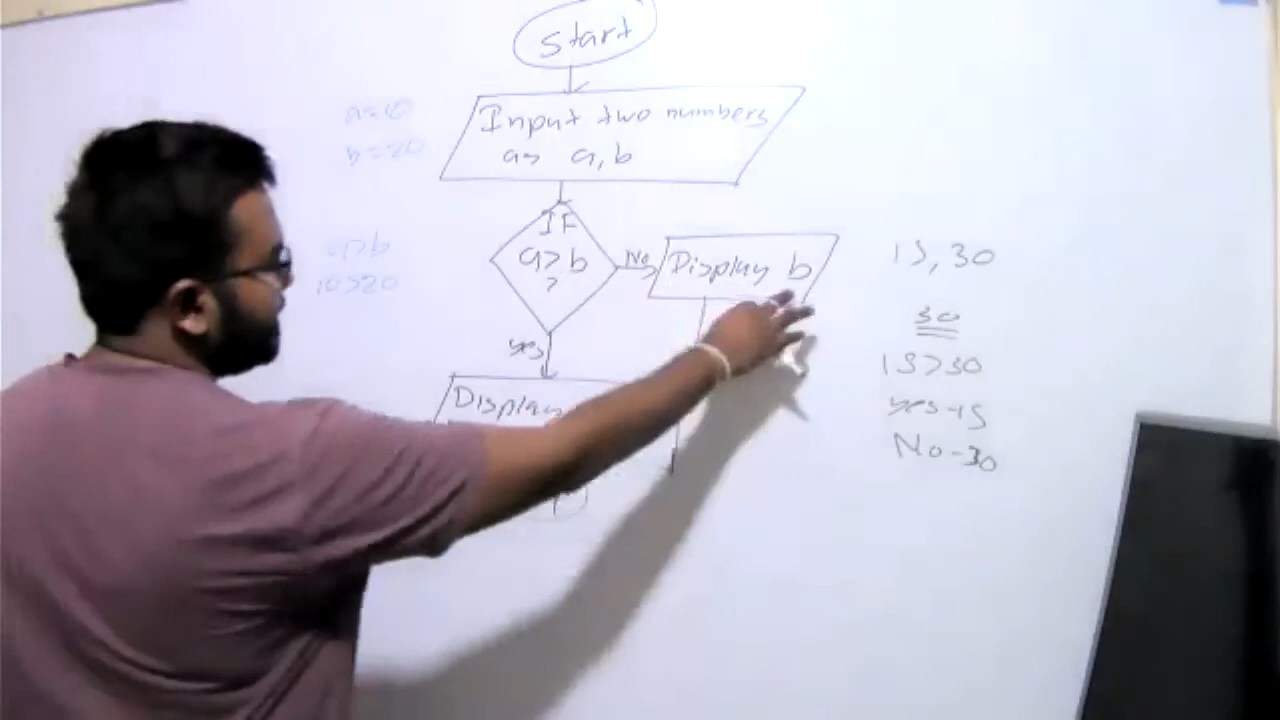 start
Input two numbers
as a, b
a=10
b=20
IF
a>b
?
No
Display b
yes
Display
a>b
10>20
15, 30
30
15>30
yes-15
No-30